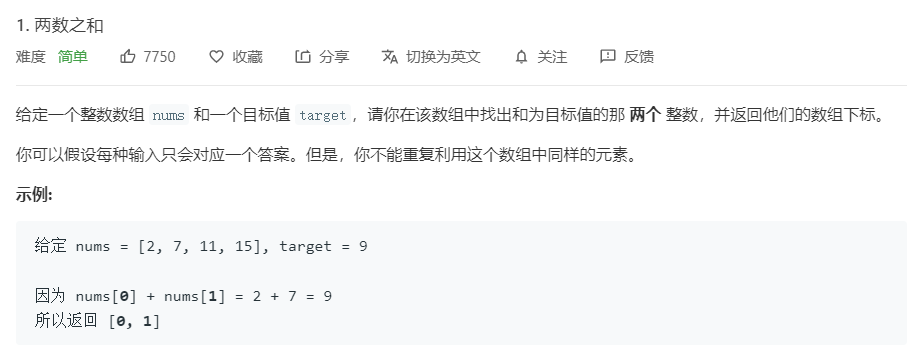 1. 两数之和
难度 简单 7750 收藏 分享 切换为英文 关注 反馈
给定一个整数数组 nums 和一个目标值 target，请你在该数组中找出和为目标值的那 两个 整数，并返回他们的数组下标。
你可以假设每种输入只会对应一个答案。但是，你不能重复利用这个数组中同样的元素。
示例:
给定 nums = [2, 7, 11, 15], target = 9
因为 nums[0] + nums[1] = 2 + 7 = 9
所以返回 [0, 1]